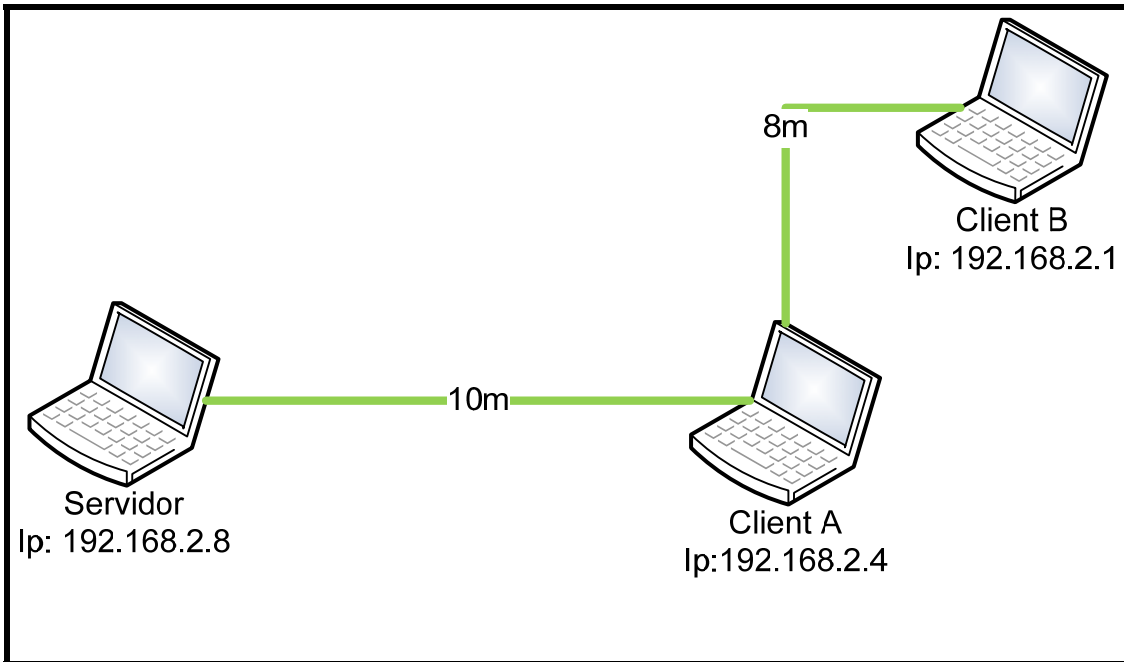 8m
Client B
Ip: 192.168.2.1
10m
Servidor
Ip: 192.168.2.8
Client A
Ip:192.168.2.4